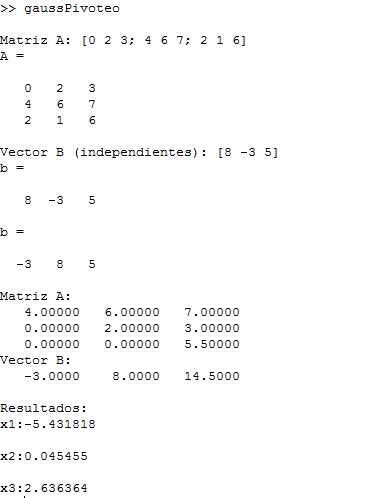 >> gaussPivoteo
Matriz A: [0 2 3; 4 6 7; 2 1 6]
A =
0 2 3
4 6 7
2 1 6
Vector B (independientes): [8 -3 5]
b =
8 -3 5
b =
-3 8 5
Matriz A:
4.00000 6.00000 7.00000
0.00000 2.00000 3.00000
0.00000 0.00000 5.50000
Vector B:
-3.0000 8.0000 14.5000
Resultados:
x1:-5.431818
x2:0.045455
x3:2.636364